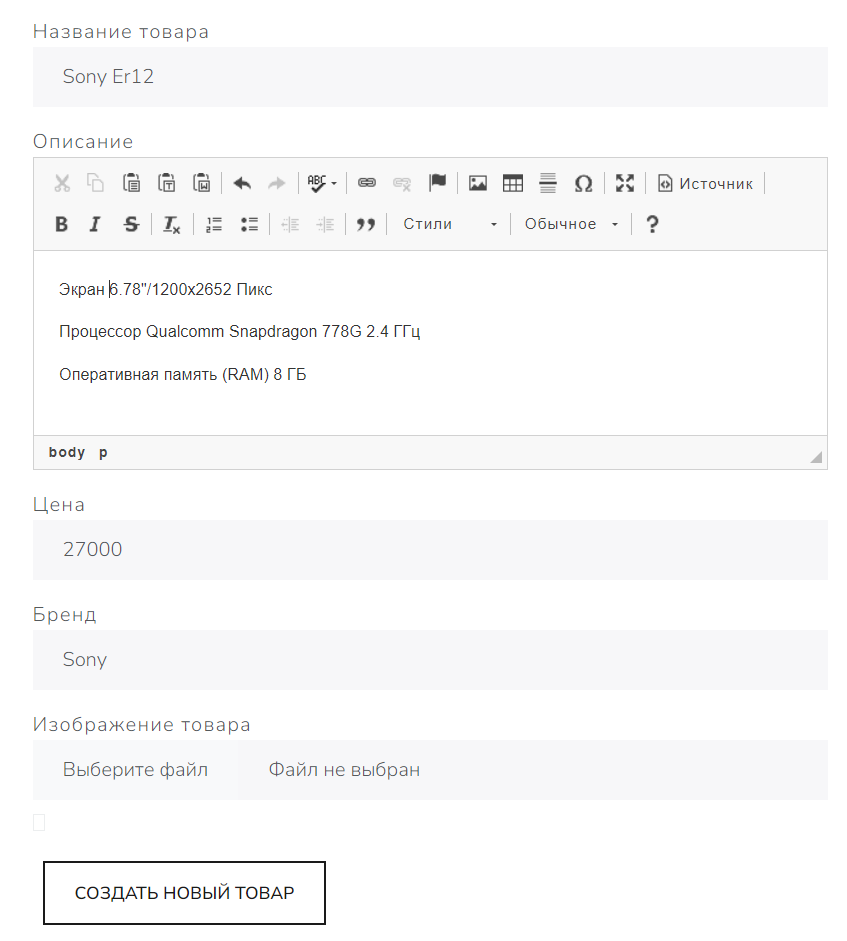 Название товара
Sony Er12
Описание
ABC
Источник
B I S Tx
Стили
Обычное
?
Экран 6.78"/1200x2652 Пикс
Процессор Qualcomm Snapdragon 778G 2.4 ГГц
Оперативная память (RAM) 8 ГБ
body p
Цена
27000
Бренд
Sony
Изображение товара
Выберите файл Файл не выбран
СОЗДАТЬ НОВЫЙ ТОВАР